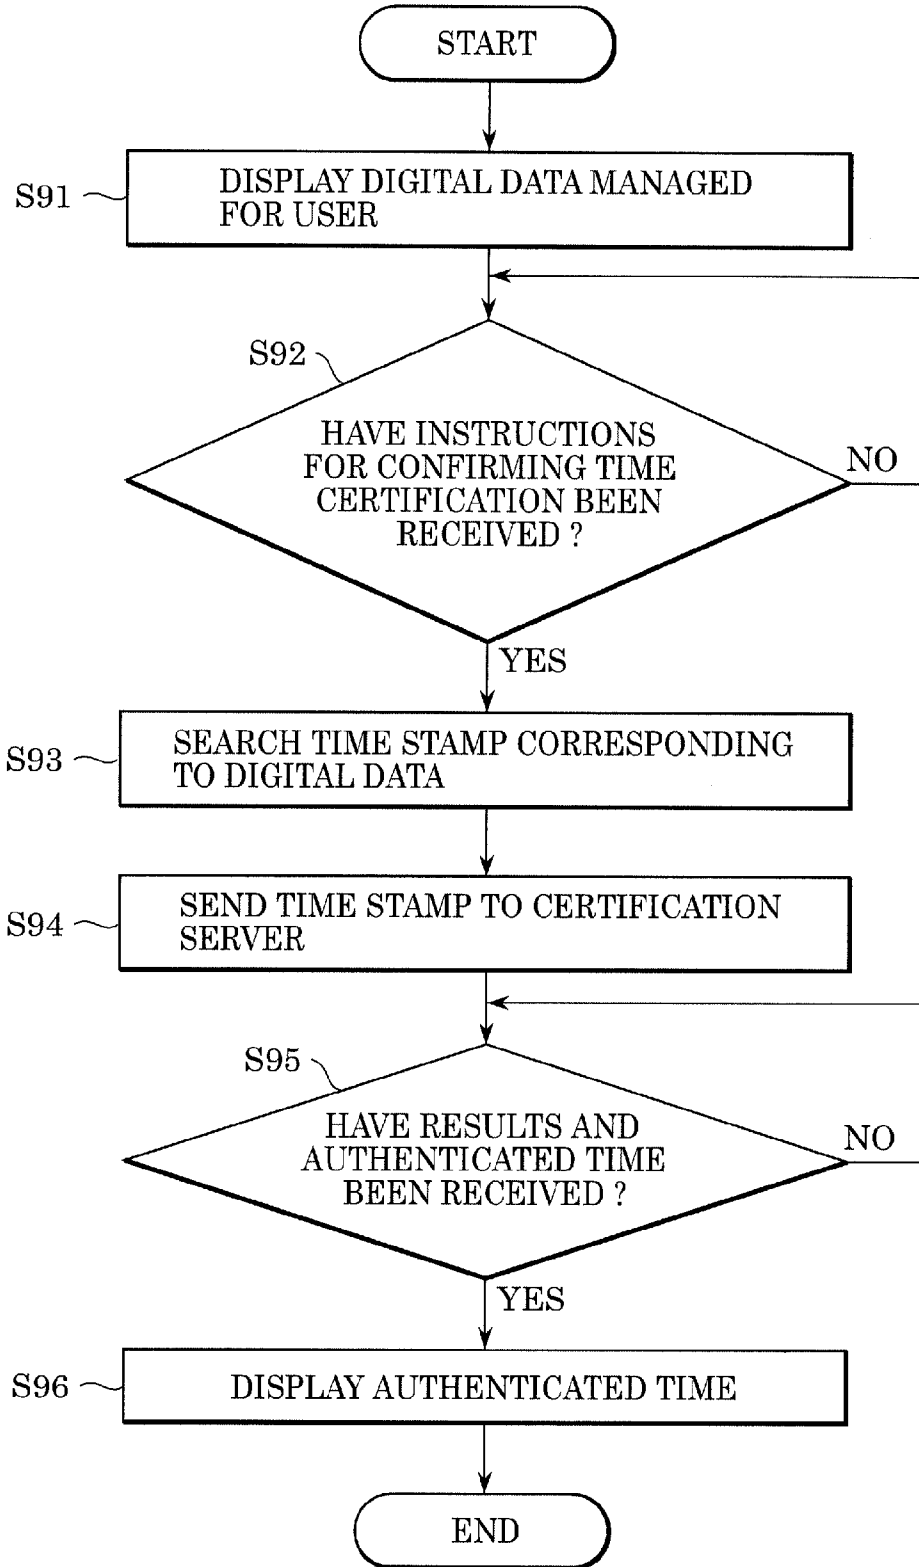 START
S91
DISPLAY DIGITAL DATA MANAGED
FOR USER
S92
HAVE INSTRUCTIONS
FOR CONFIRMING TIME
CERTIFICATION BEEN
RECEIVED ?
NO
YES
S93
SEARCH TIME STAMP CORRESPONDING
TO DIGITAL DATA
S94
SEND TIME STAMP TO CERTIFICATION
SERVER
S95
HAVE RESULTS AND
AUTHENTICATED TIME
BEEN RECEIVED ?
NO
YES
S96
DISPLAY AUTHENTICATED TIME
END